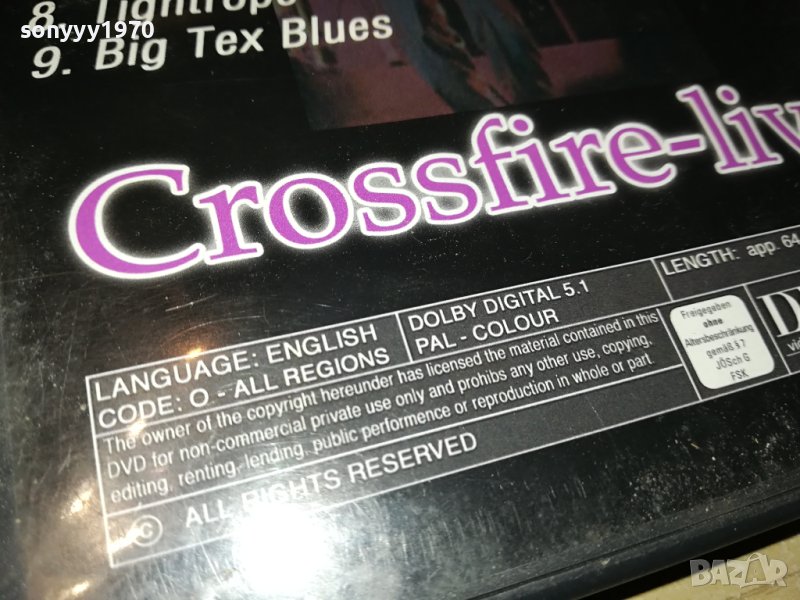 sonyyy1970
8. Tightrope
9. Big Tex Blues
Crossfire-liv
LANGUAGE: ENGLISH
CODE: O - ALL REGIONS
DOLBY DIGITAL 5.1
PAL - COLOUR
LENGTH: app. 64
The owner of the copyright hereunder has licensed the material contained in this
DVD for non-commercial private use only and prohibs any other use, copying,
editing, renting, lending, public performence or reproduction in whole or part.
© ALL RIGHTS RESERVED
Freigegeben
ohne
Altersbeschränkung
gemäß § 7
JÖSch G
FSK
BAZAR